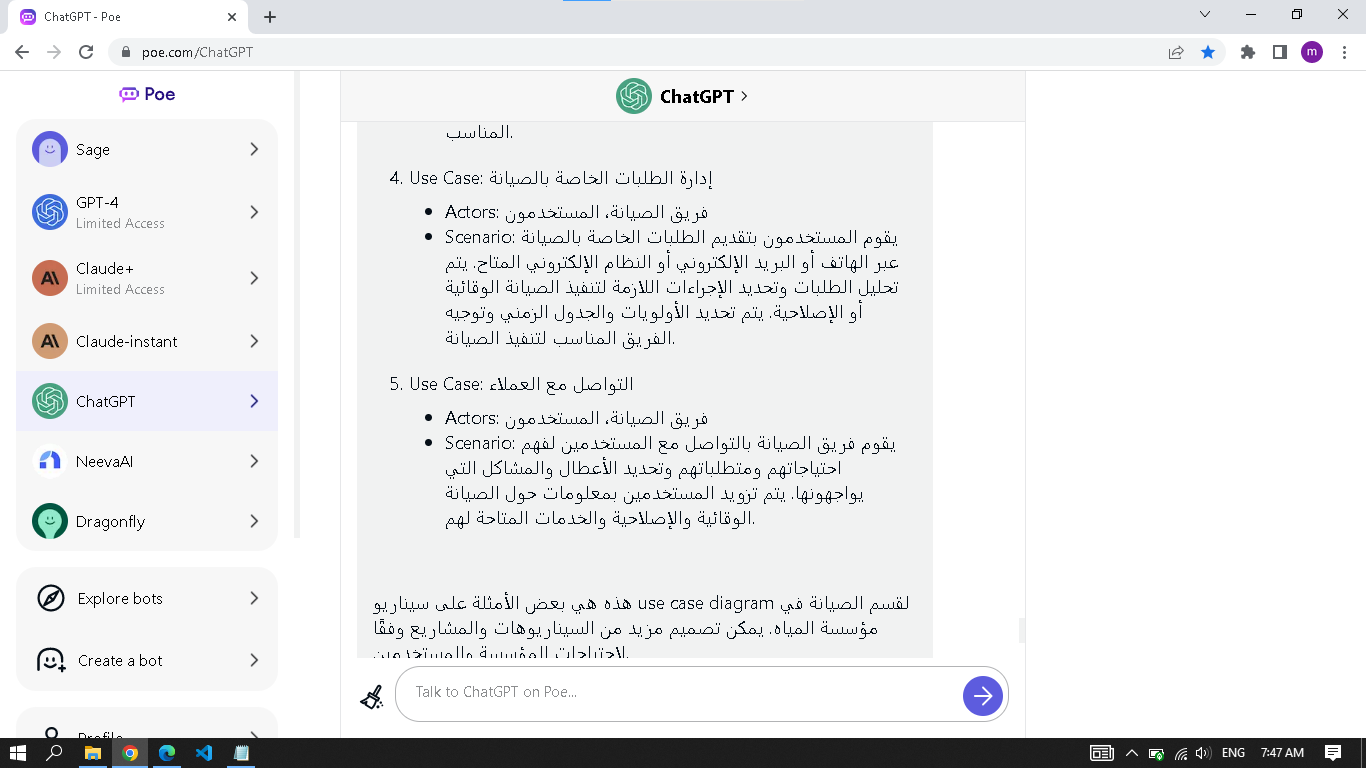 ChatGPT - Poe
poe.com/ChatGPT
m
Poe
Sage
GPT-4
Limited Access
Claude+
Limited Access
Claude-instant
ChatGPT
NeevaAI
Dragonfly
Explore bots
Create a bot
Profile
ChatGPT
المناسب.
4. Use Case: إدارة الطلبات الخاصة بالصيانة
• Actors: فريق الصيانة، المستخدمون
• Scenario: يقوم المستخدمون بتقديم الطلبات الخاصة بالصيانة
عبر الهاتف أو البريد الإلكتروني أو النظام الإلكتروني المتاح. يتم
تحليل الطلبات وتحديد الإجراءات اللازمة لتنفيذ الصيانة الوقائية
أو الإصلاحية. يتم تحديد الأولويات والجدول الزمني وتوجيه
الفريق المناسب لتنفيذ الصيانة.
5. Use Case: التواصل مع العملاء
• Actors: فريق الصيانة، المستخدمون
• Scenario: يقوم فريق الصيانة بالتواصل مع المستخدمين لفهم
احتياجاتهم ومتطلباتهم وتحديد الأعطال والمشاكل التي
يواجهونها. يتم تزويد المستخدمين بمعلومات حول الصيانة
الوقائية والإصلاحية والخدمات المتاحة لهم.
هذه هي بعض الأمثلة على سيناريو use case diagram لقسم الصيانة في
مؤسسة المياه. يمكن تصميم مزيد من السيناريوهات والمشاريع وفقًا
لاحتياجات المؤسسة والمستخدمين.
Talk to ChatGPT on Poe...
ENG
7:47 AM